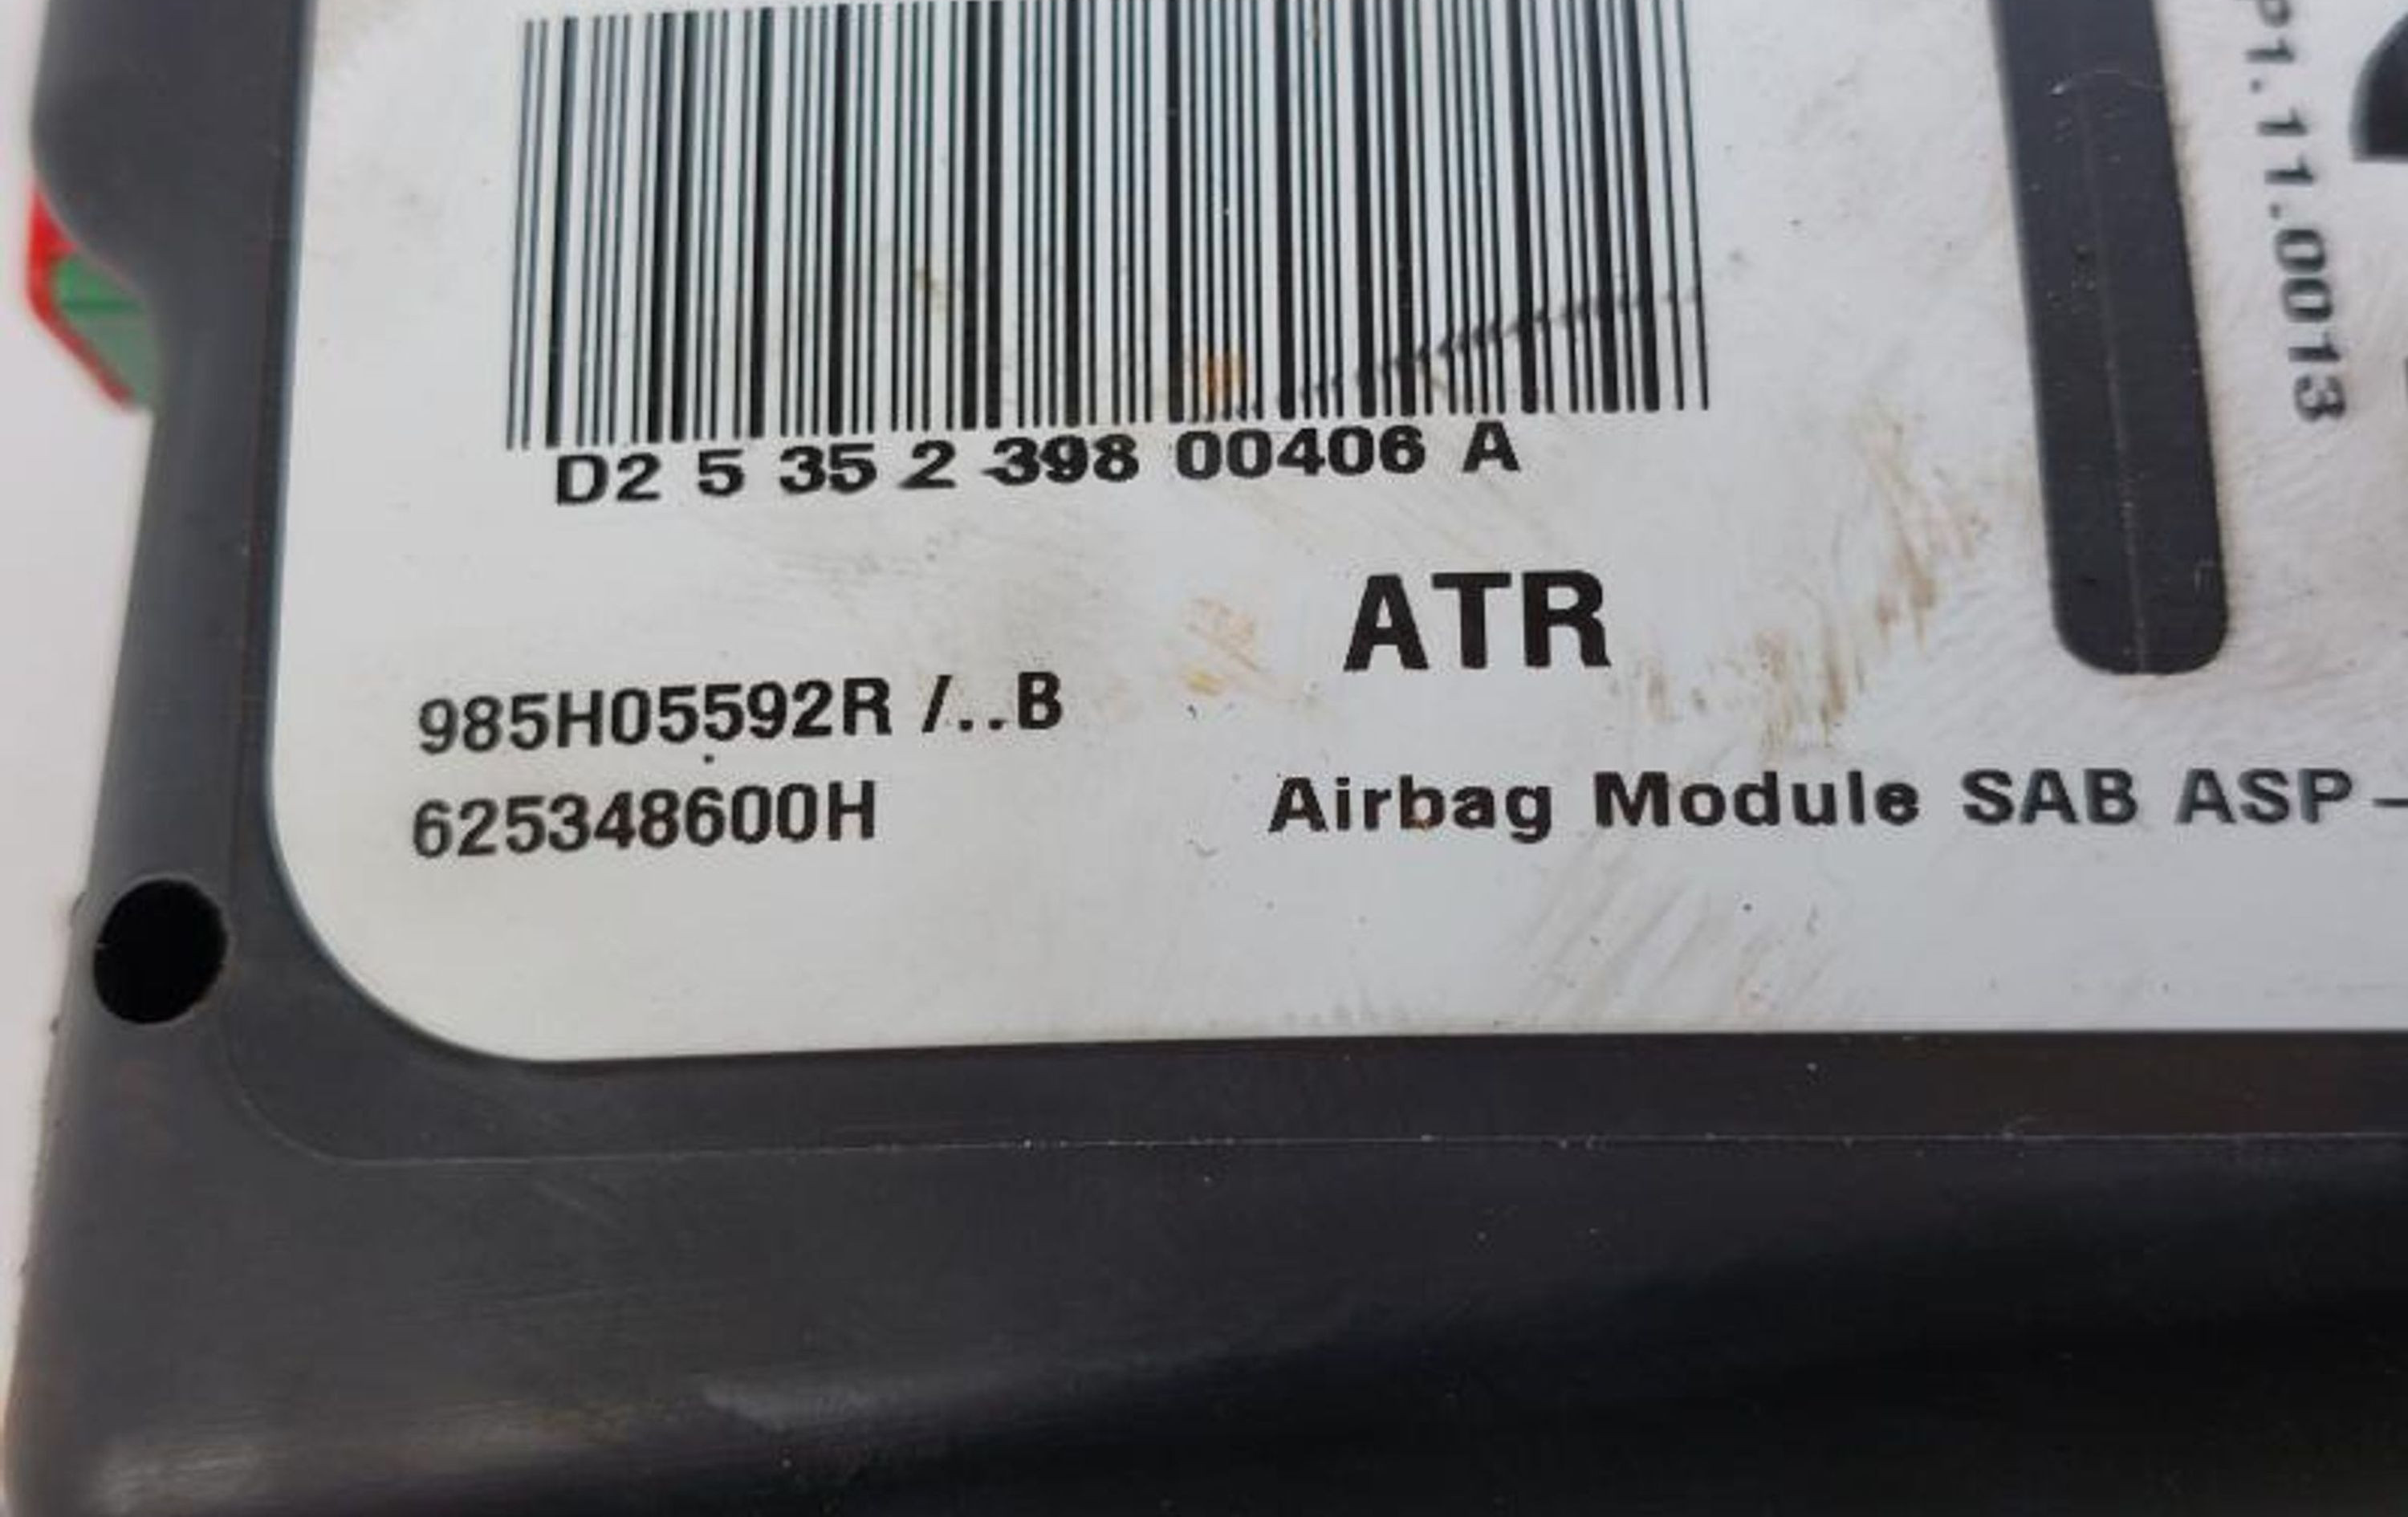 D2 5 35 2 398 00406 A
ATR
985H05592R /..B
625348600H
Airbag Module SAB ASP-
P1.11.0013